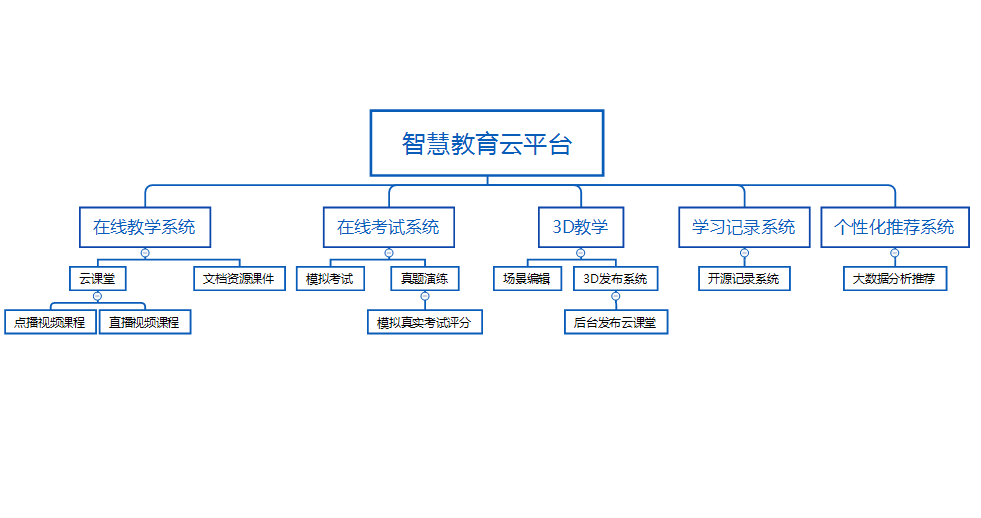 智慧教育云平台
在线教学系统
在线考试系统
3D教学
学习记录系统
个性化推荐系统
云课堂
文档资源课件
模拟考试
真题演练
场景编辑
3D发布系统
开源记录系统
大数据分析推荐
点播视频课程
直播视频课程
模拟真实考试评分
后台发布云课堂